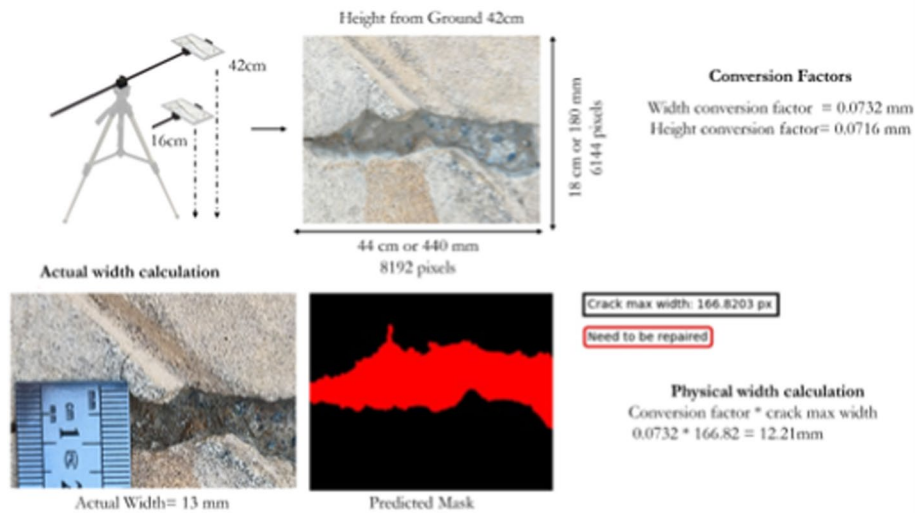 Height from Ground 42cm
42cm
16cm
18 cm or 180 mm
6144 pixels
Conversion Factors
Width conversion factor = 0.0732 mm
Height conversion factor= 0.0716 mm
44 cm or 440 mm
8192 pixels
Actual width calculation
cm
1
2
Crack max width: 166.8203 px
Need to be repaired
Physical width calculation
Conversion factor * crack max width
0.0732 * 166.82 = 12.21mm
Actual Width= 13 mm
Predicted Mask